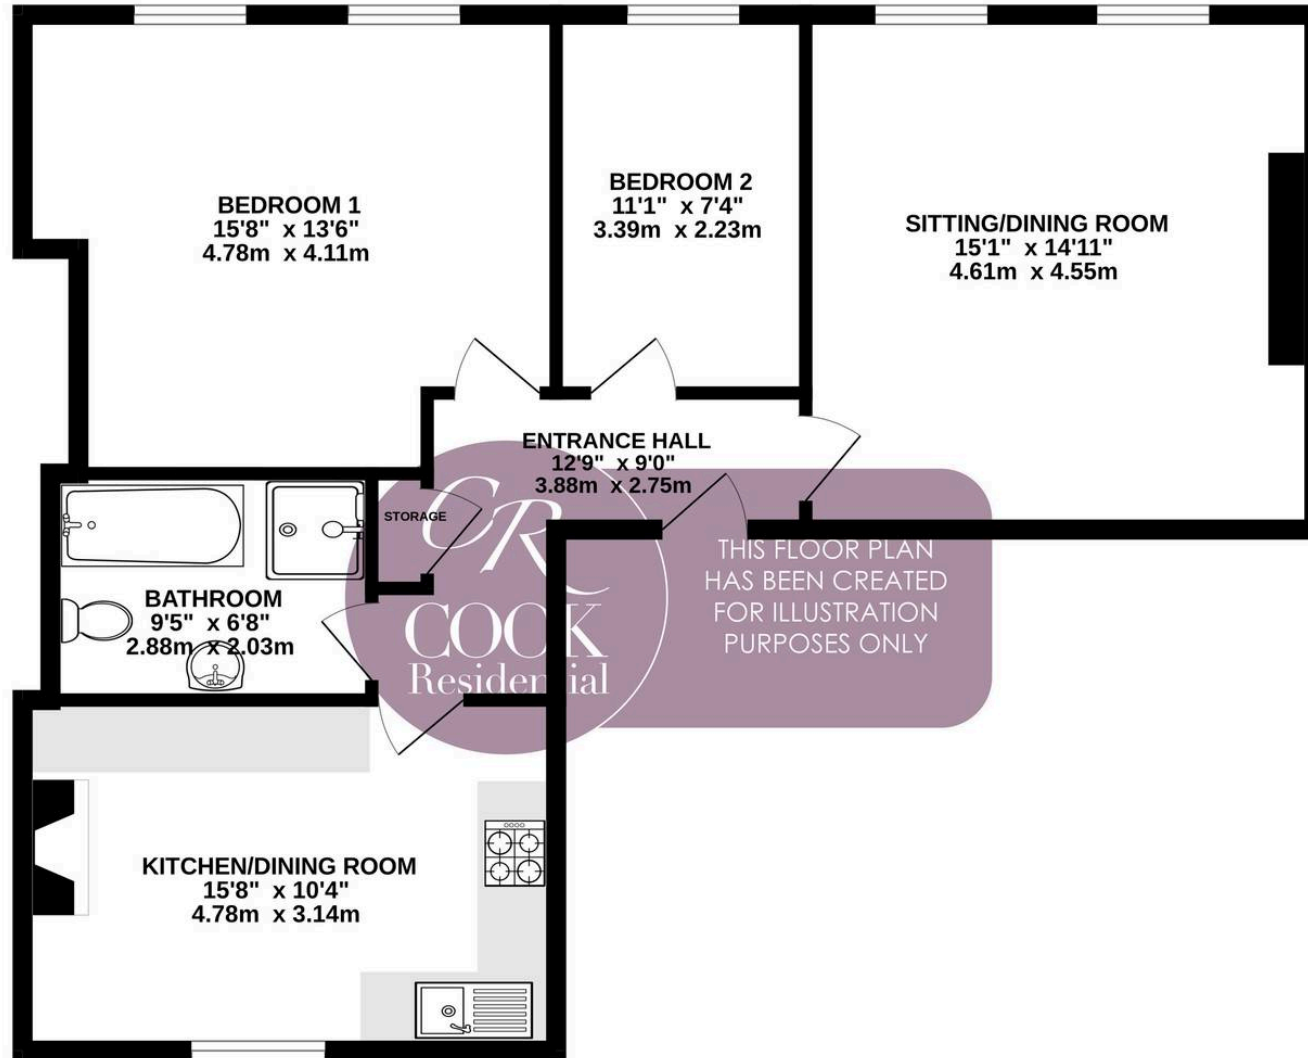 BEDROOM 1
15'8" x 13'6"
4.78m x 4.11m
BEDROOM 2
11'1" x 7'4"
3.39m x 2.23m
SITTING/DINING ROOM
15'1" x 14'11"
4.61m x 4.55m
ENTRANCE HALL
12'9" x 9'0"
3.88m x 2.75m
STORAGE
CR
COOK
Residential
THIS FLOOR PLAN
HAS BEEN CREATED
FOR ILLUSTRATION
PURPOSES ONLY
BATHROOM
9'5" x 6'8"
2.88m x 2.03m
KITCHEN/DINING ROOM
15'8" x 10'4"
4.78m x 3.14m